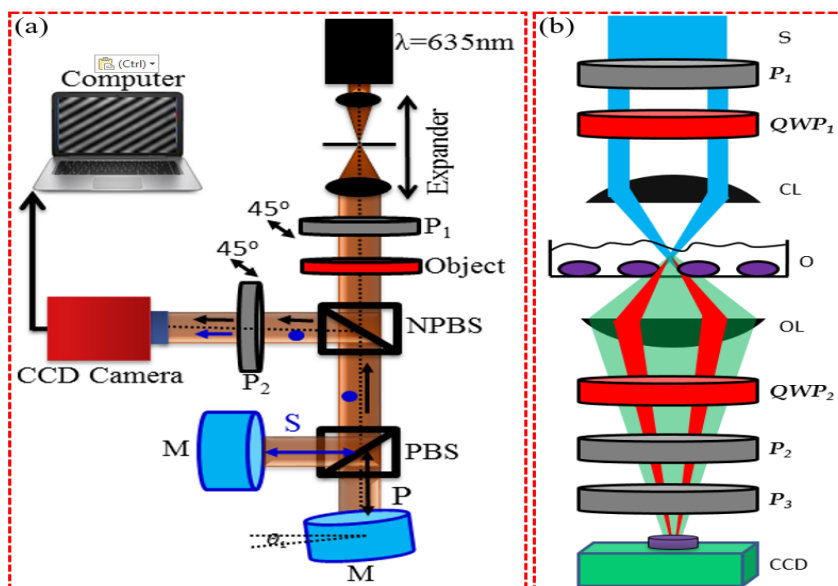 (a)
λ=635nm
(Ctrl)
Computer
Expander
45°
P₁
45°
Object
NPBS
CCD Camera
P₂
S
M
PBS
P
M
(b)
S
P₁
QWP₁
CL
O
OL
QWP₂
P₂
P₃
CCD